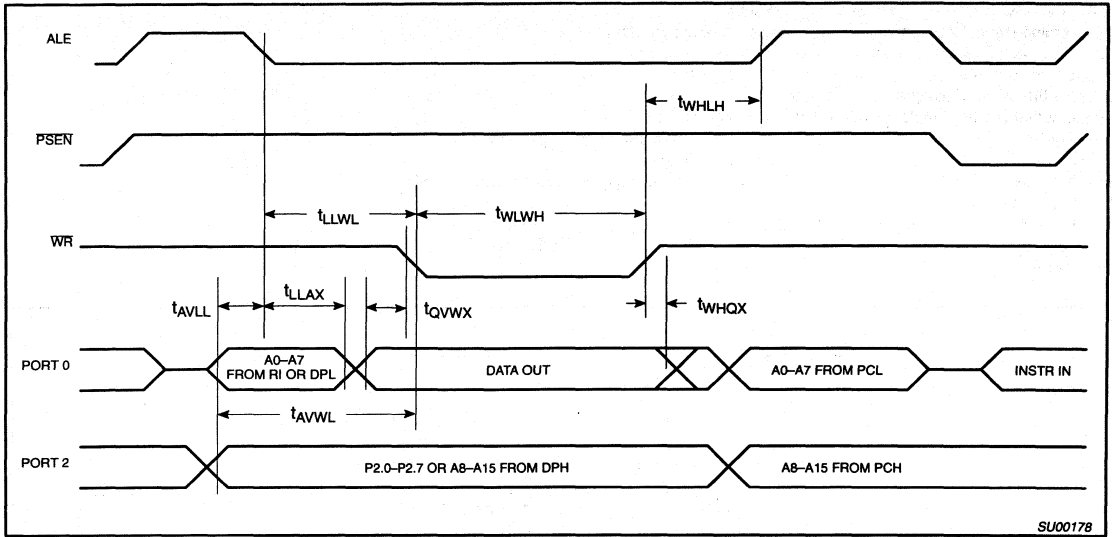 ALE
tWHLH
PSEN
tLLWL
tWLWH
WR
tAVLL
tLLAX
tQVWX
tWHQX
PORT 0
A0–A7
FROM RI OR DPL
DATA OUT
A0–A7 FROM PCL
INSTR IN
tAVWL
PORT 2
P2.0–P2.7 OR A8–A15 FROM DPH
A8–A15 FROM PCH
SU00178